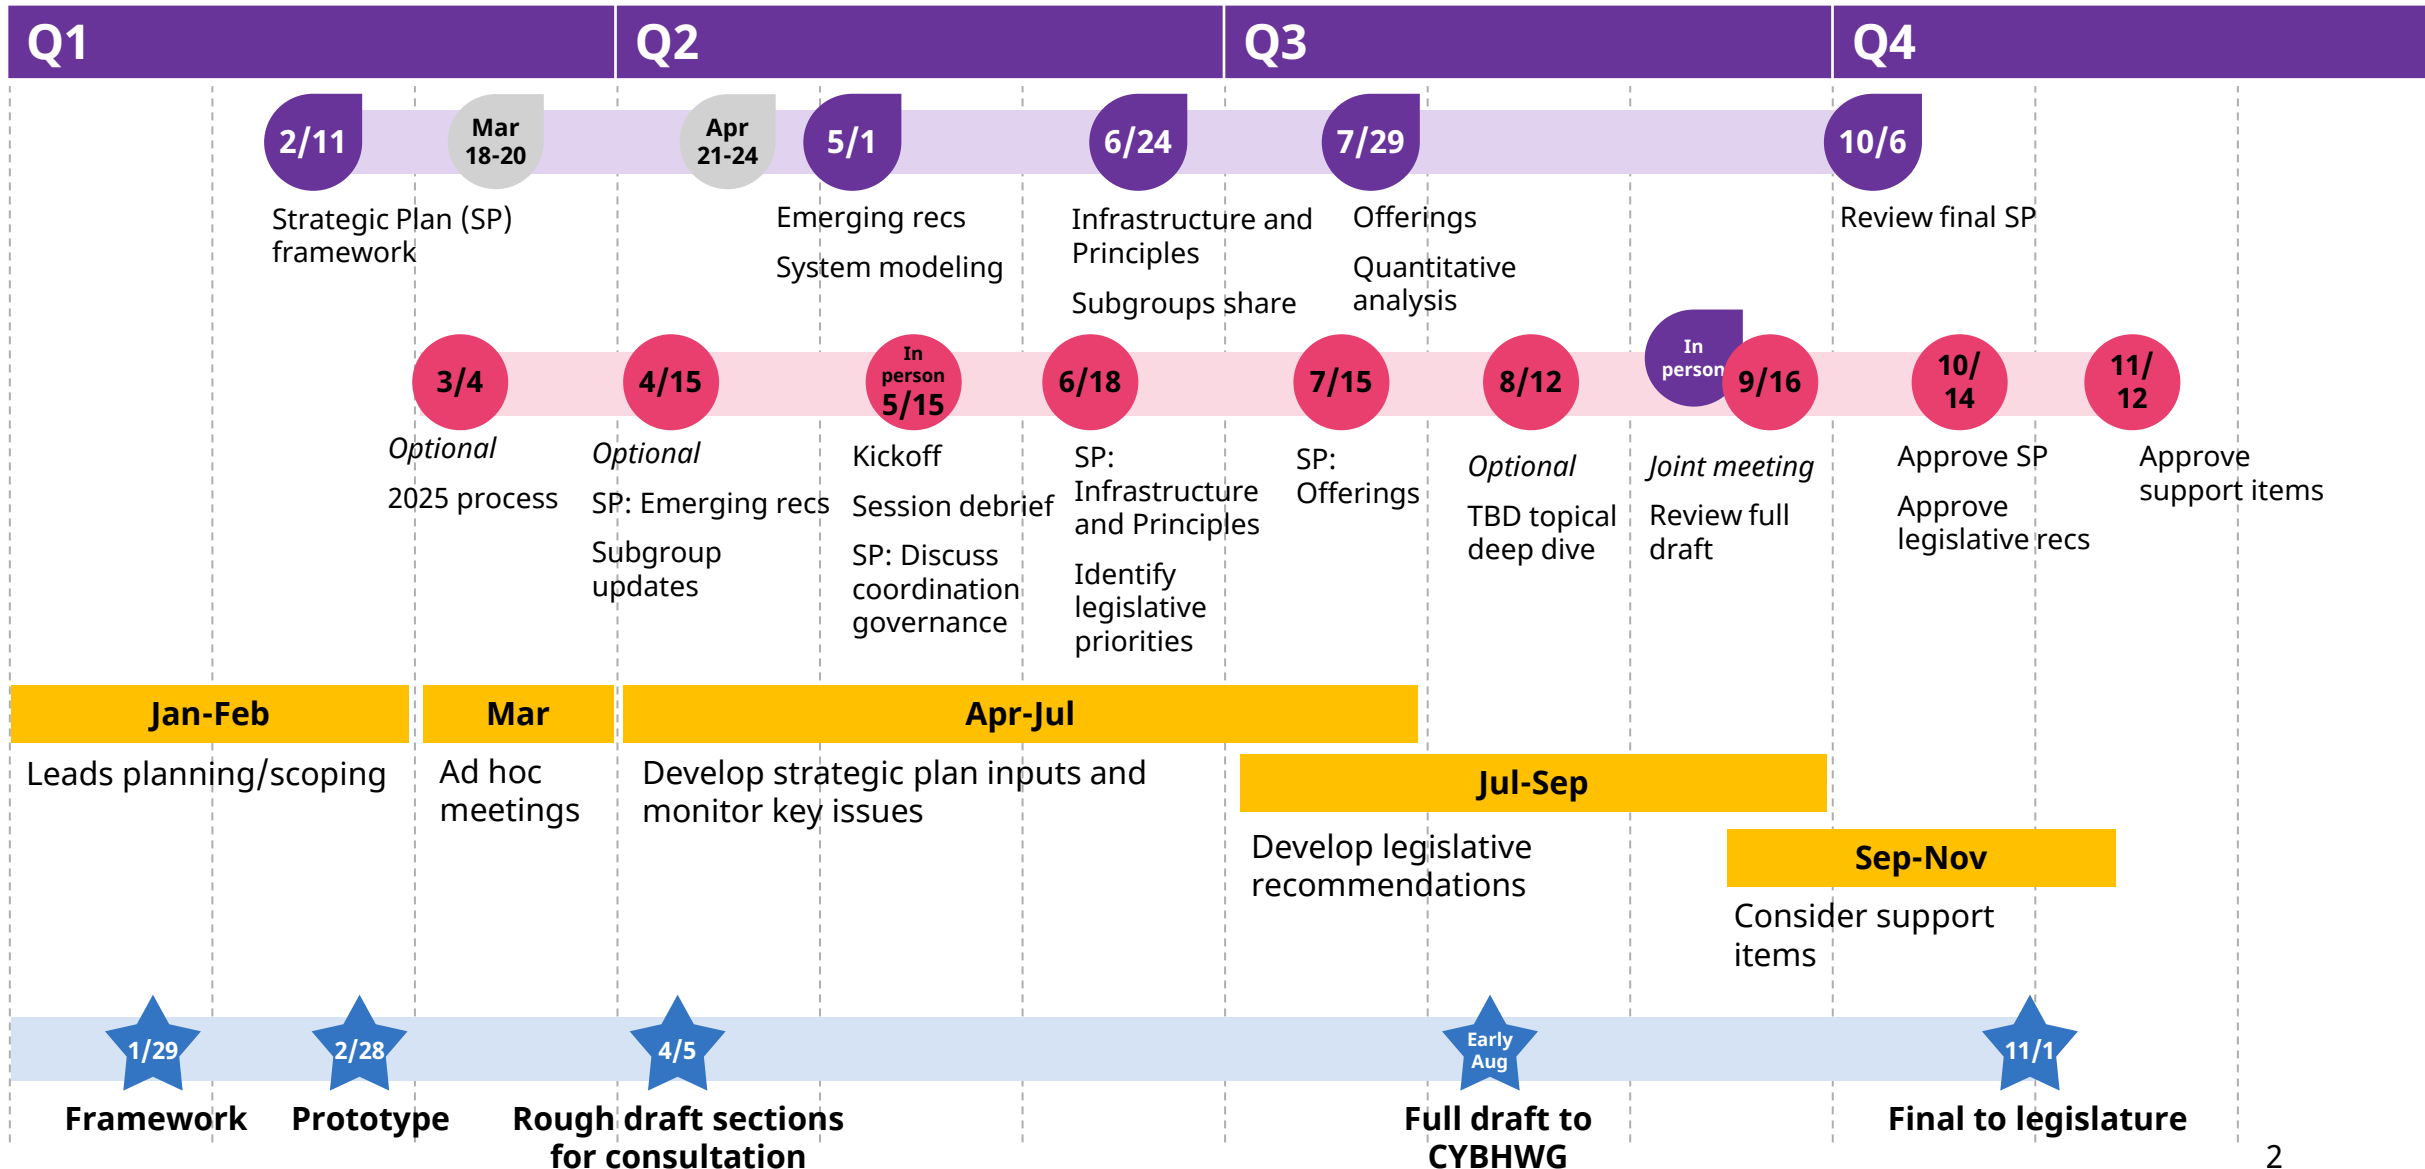 Q1
Q2
Q3
Q4
2/11
Mar
18-20
Apr
21-24
5/1
6/24
7/29
10/6
Strategic Plan (SP)
framework
Emerging recs
System modeling
Infrastructure and
Principles
Subgroups share
Offerings
Quantitative
analysis
Review final SP
3/4
4/15
In
person
5/15
6/18
7/15
8/12
In
person
9/16
10/
14
11/
12
Optional
2025 process
Optional
SP: Emerging recs
Subgroup
updates
Kickoff
Session debrief
SP: Discuss
coordination
governance
SP:
Infrastructure
and Principles
Identify
legislative
priorities
SP:
Offerings
Optional
TBD topical
deep dive
Joint meeting
Review full
draft
Approve SP
Approve
legislative recs
Approve
support items
Jan-Feb
Mar
Apr-Jul
Leads planning/scoping
Ad hoc
meetings
Develop strategic plan inputs and
monitor key issues
Jul-Sep
Develop legislative
recommendations
Sep-Nov
Consider support
items
1/29
2/28
4/5
Early
Aug
11/1
Framework
Prototype
Rough draft sections
for consultation
Full draft to
CYBHWG
Final to legislature
2